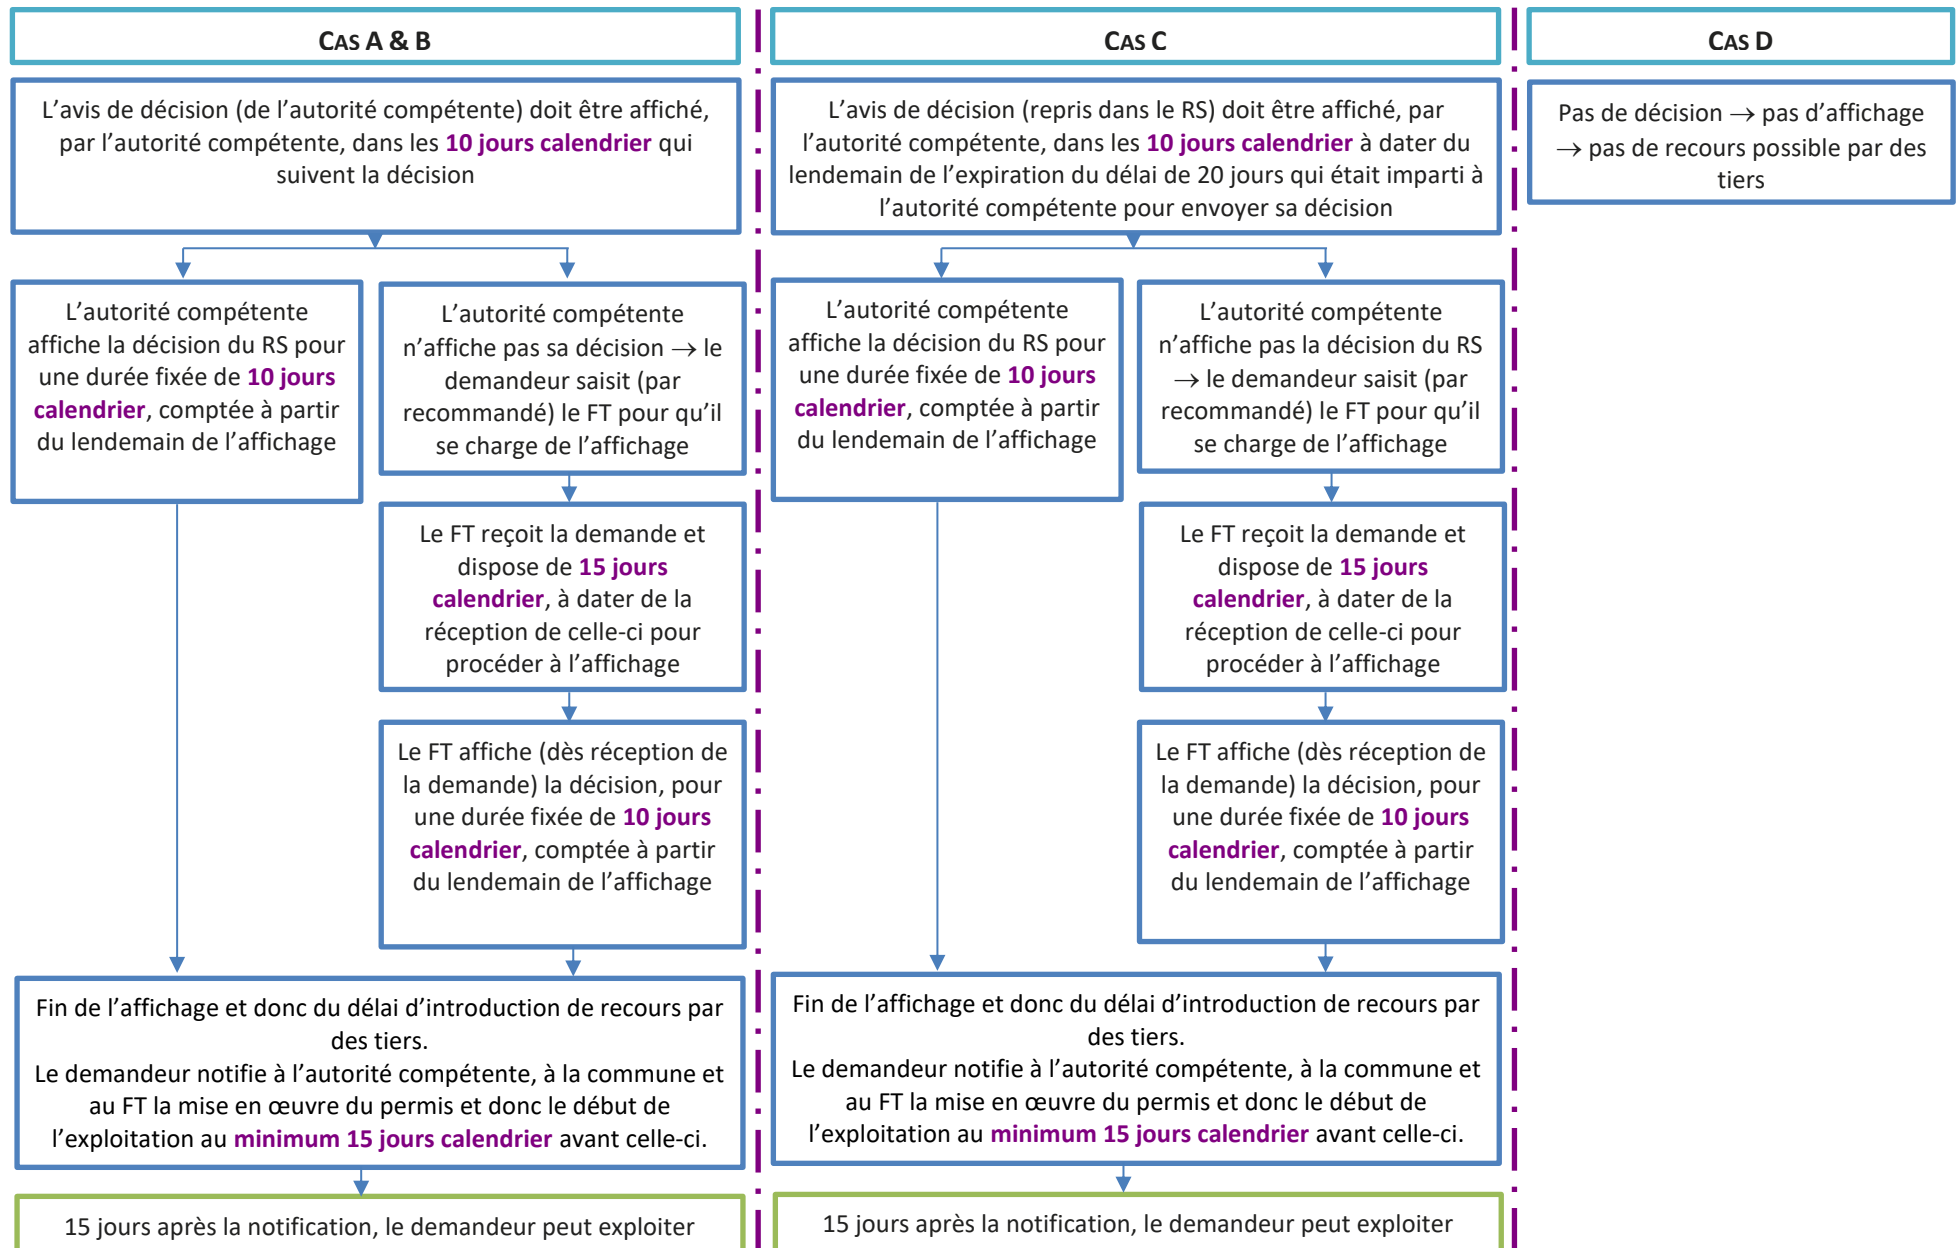 CAS A & B
L'avis de décision (de l'autorité compétente) doit être affiché,
par l'autorité compétente, dans les 10 jours calendrier qui
suivent la décision
L'autorité compétente
affiche la décision du RS pour
une durée fixée de 10 jours
calendrier, comptée à partir
du lendemain de l'affichage
L'autorité compétente
n'affiche pas sa décision → le
demandeur saisit (par
recommandé) le FT pour qu'il
se charge de l'affichage
Le FT reçoit la demande et
dispose de 15 jours
calendrier, à dater de la
réception de celle-ci pour
procéder à l'affichage
Le FT affiche (dès réception de
la demande) la décision, pour
une durée fixée de 10 jours
calendrier, comptée à partir
du lendemain de l'affichage
Fin de l'affichage et donc du délai d'introduction de recours par
des tiers.
Le demandeur notifie à l'autorité compétente, à la commune et
au FT la mise en œuvre du permis et donc le début de
l'exploitation au minimum 15 jours calendrier avant celle-ci.
15 jours après la notification, le demandeur peut exploiter
CAS C
L'avis de décision (repris dans le RS) doit être affiché, par
l'autorité compétente, dans les 10 jours calendrier à dater du
lendemain de l'expiration du délai de 20 jours qui était imparti à
l'autorité compétente pour envoyer sa décision
L'autorité compétente
affiche la décision du RS pour
une durée fixée de 10 jours
calendrier, comptée à partir
du lendemain de l'affichage
L'autorité compétente
n'affiche pas la décision du RS
→ le demandeur saisit (par
recommandé) le FT pour qu'il
se charge de l'affichage
Le FT reçoit la demande et
dispose de 15 jours
calendrier, à dater de la
réception de celle-ci pour
procéder à l'affichage
Le FT affiche (dès réception de
la demande) la décision, pour
une durée fixée de 10 jours
calendrier, comptée à partir
du lendemain de l'affichage
Fin de l'affichage et donc du délai d'introduction de recours par
des tiers.
Le demandeur notifie à l'autorité compétente, à la commune et
au FT la mise en œuvre du permis et donc le début de
l'exploitation au minimum 15 jours calendrier avant celle-ci.
15 jours après la notification, le demandeur peut exploiter
CAS D
Pas de décision → pas d'affichage
→ pas de recours possible par des
tiers